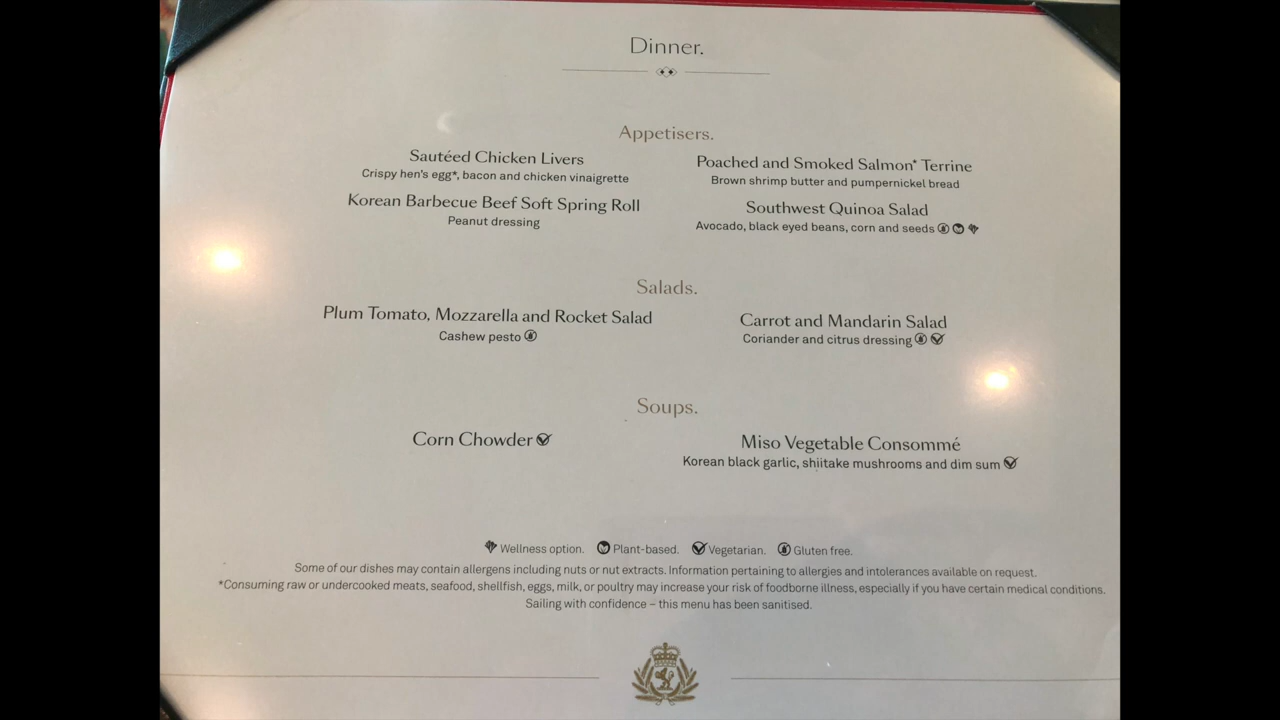 Dinner.
Appetisers.
Sautéed Chicken Livers
Crispy hen's egg*, bacon and chicken vinaigrette
Korean Barbecue Beef Soft Spring Roll
Peanut dressing
Poached and Smoked Salmon* Terrine
Brown shrimp butter and pumpernickel bread
Southwest Quinoa Salad
Avocado, black eyed beans, corn and seeds
Salads.
Plum Tomato, Mozzarella and Rocket Salad
Cashew pesto
Carrot and Mandarin Salad
Coriander and citrus dressing
Soups.
Corn Chowder
Miso Vegetable Consommé
Korean black garlic, shiitake mushrooms and dim sum
Wellness option. Plant-based. Vegetarian. Gluten free.
Some of our dishes may contain allergens including nuts or nut extracts. Information pertaining to allergies and intolerances available on request.
*Consuming raw or undercooked meats, seafood, shellfish, eggs, milk, or poultry may increase your risk of foodborne illness, especially if you have certain medical conditions.
Sailing with confidence – this menu has been sanitised.